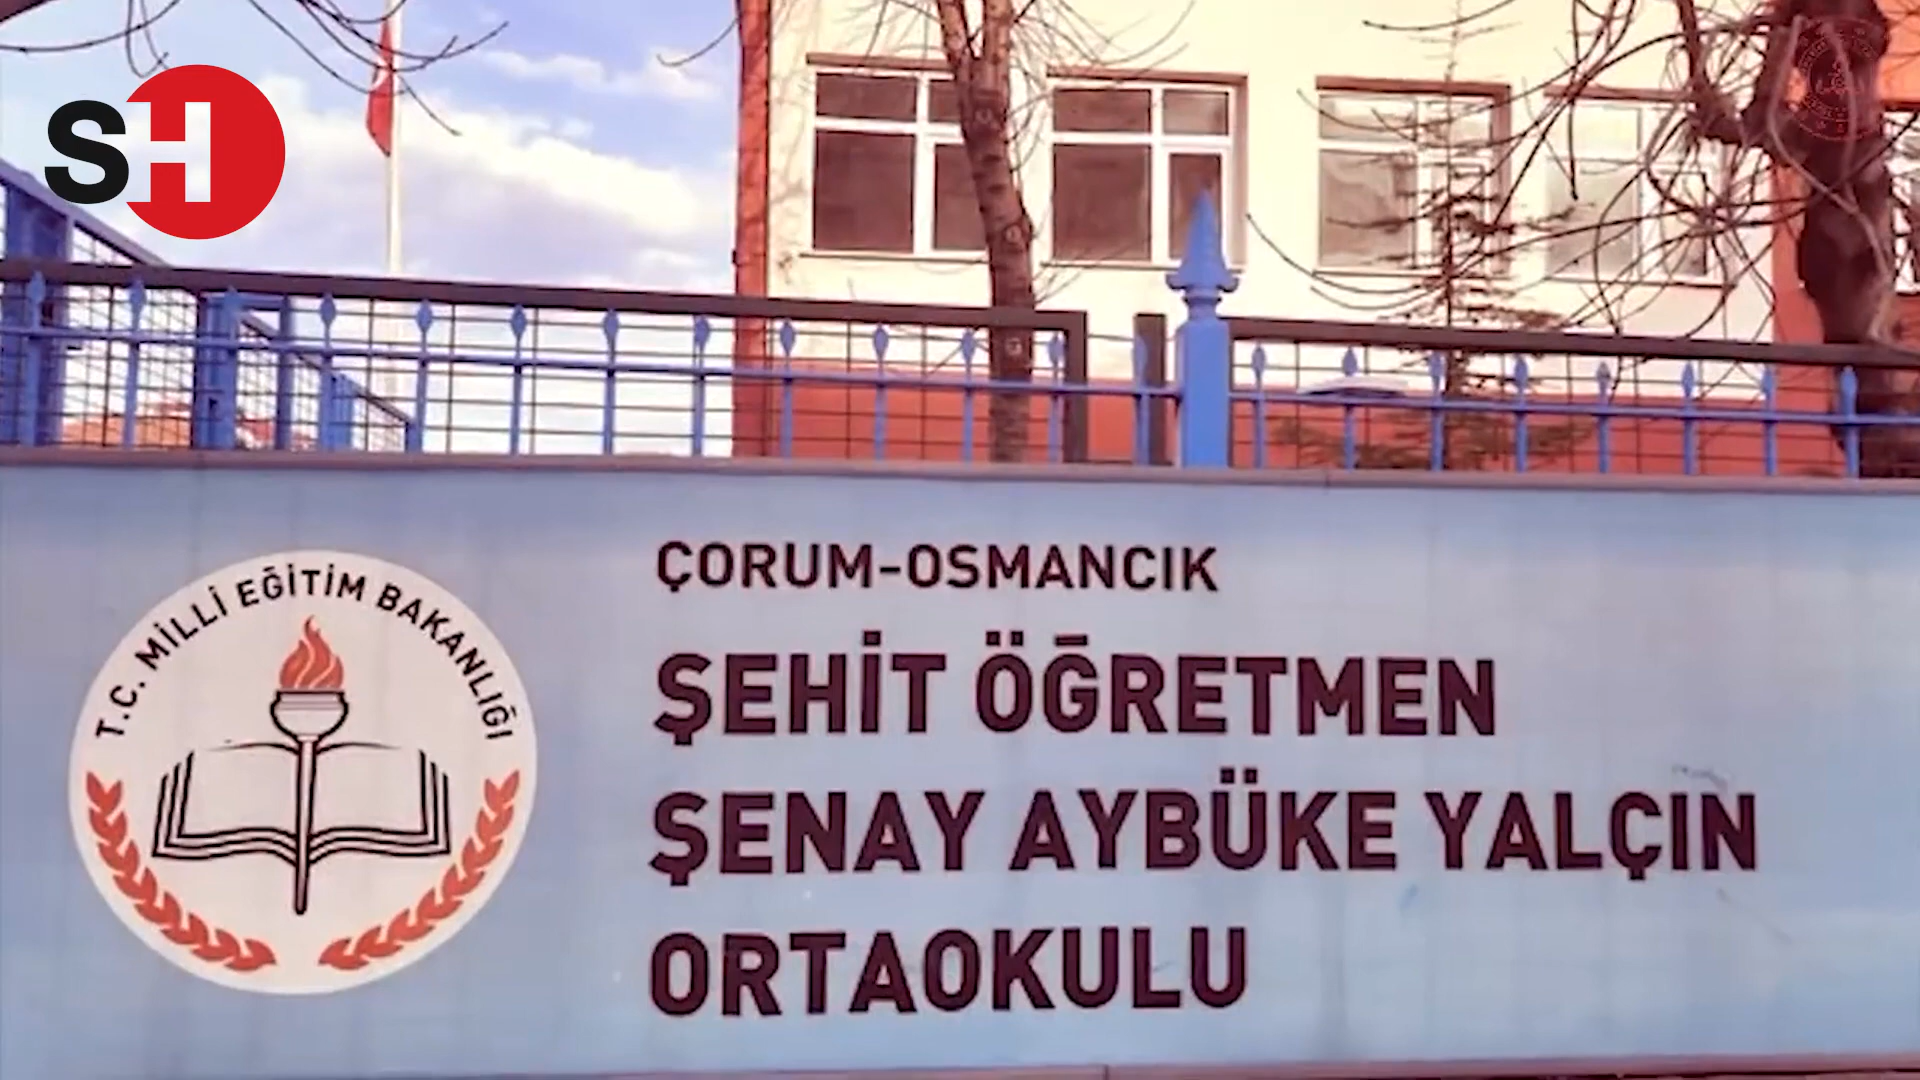 SH
ÇORUM-OSMANCIK
T.C. MİLLİ EĞİTİM BAKANLIĞI
ŞEHİT ÖĞRETMEN
ŞENAY AYBÜKE YALÇIN
ORTAOKULU